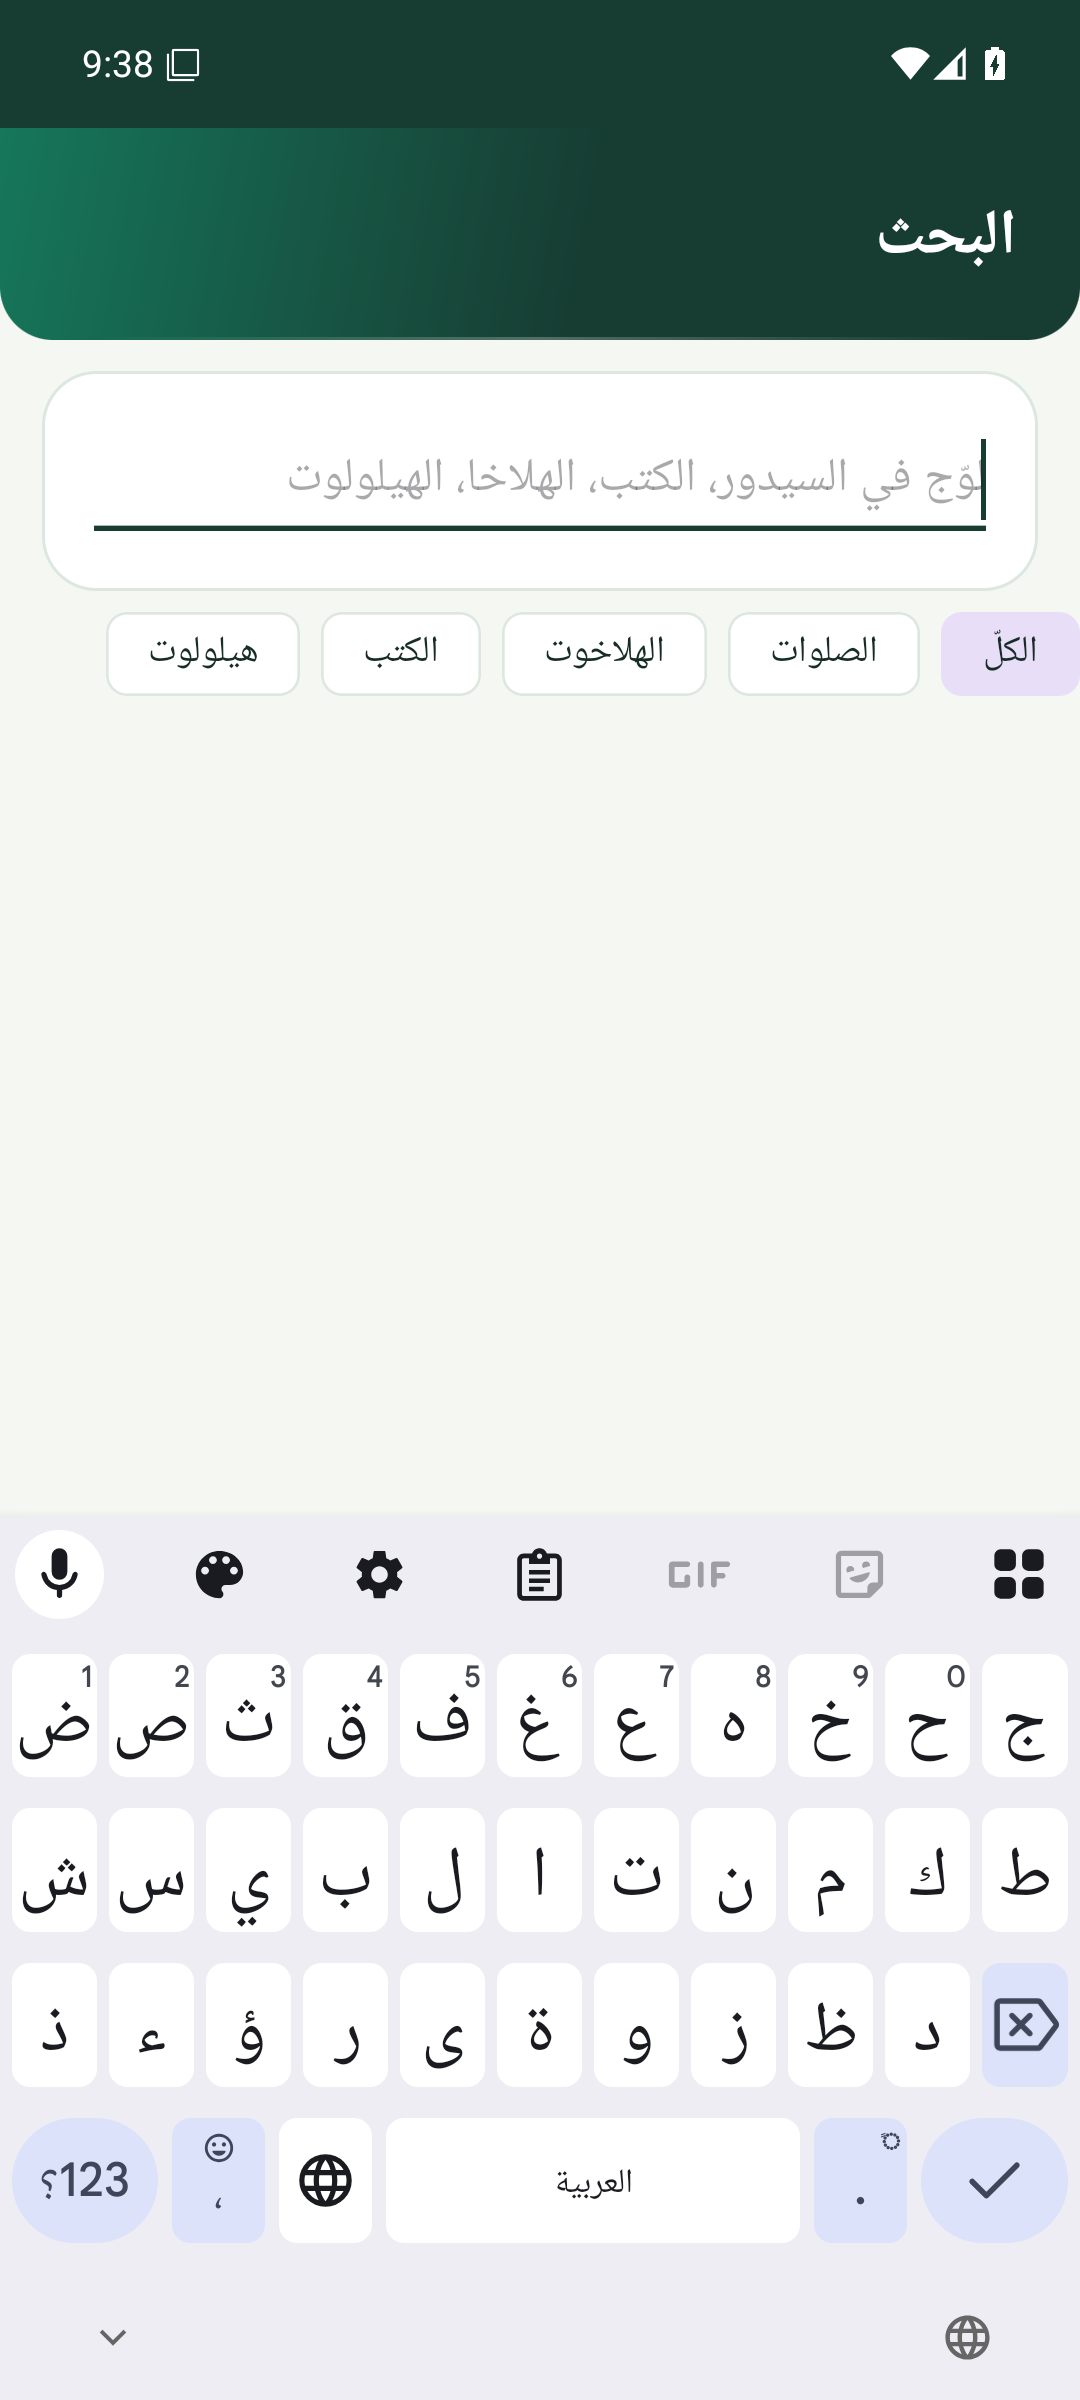 9:38
البحث
لوّج في السيدور، الكتب، الهلاخا، الهيلولوت
الكلّ الصلوات الهلاخوت الكتب هيلولوت
GIF
1 2 3 4 5 6 7 8 9 0
ض ص ث ق ف غ ع ه خ ح ج
ش س ي ب ل ا ت ن م ك ط
ذ ء ؤ ر ى ة و ز ظ د
؟123 ، العربية .